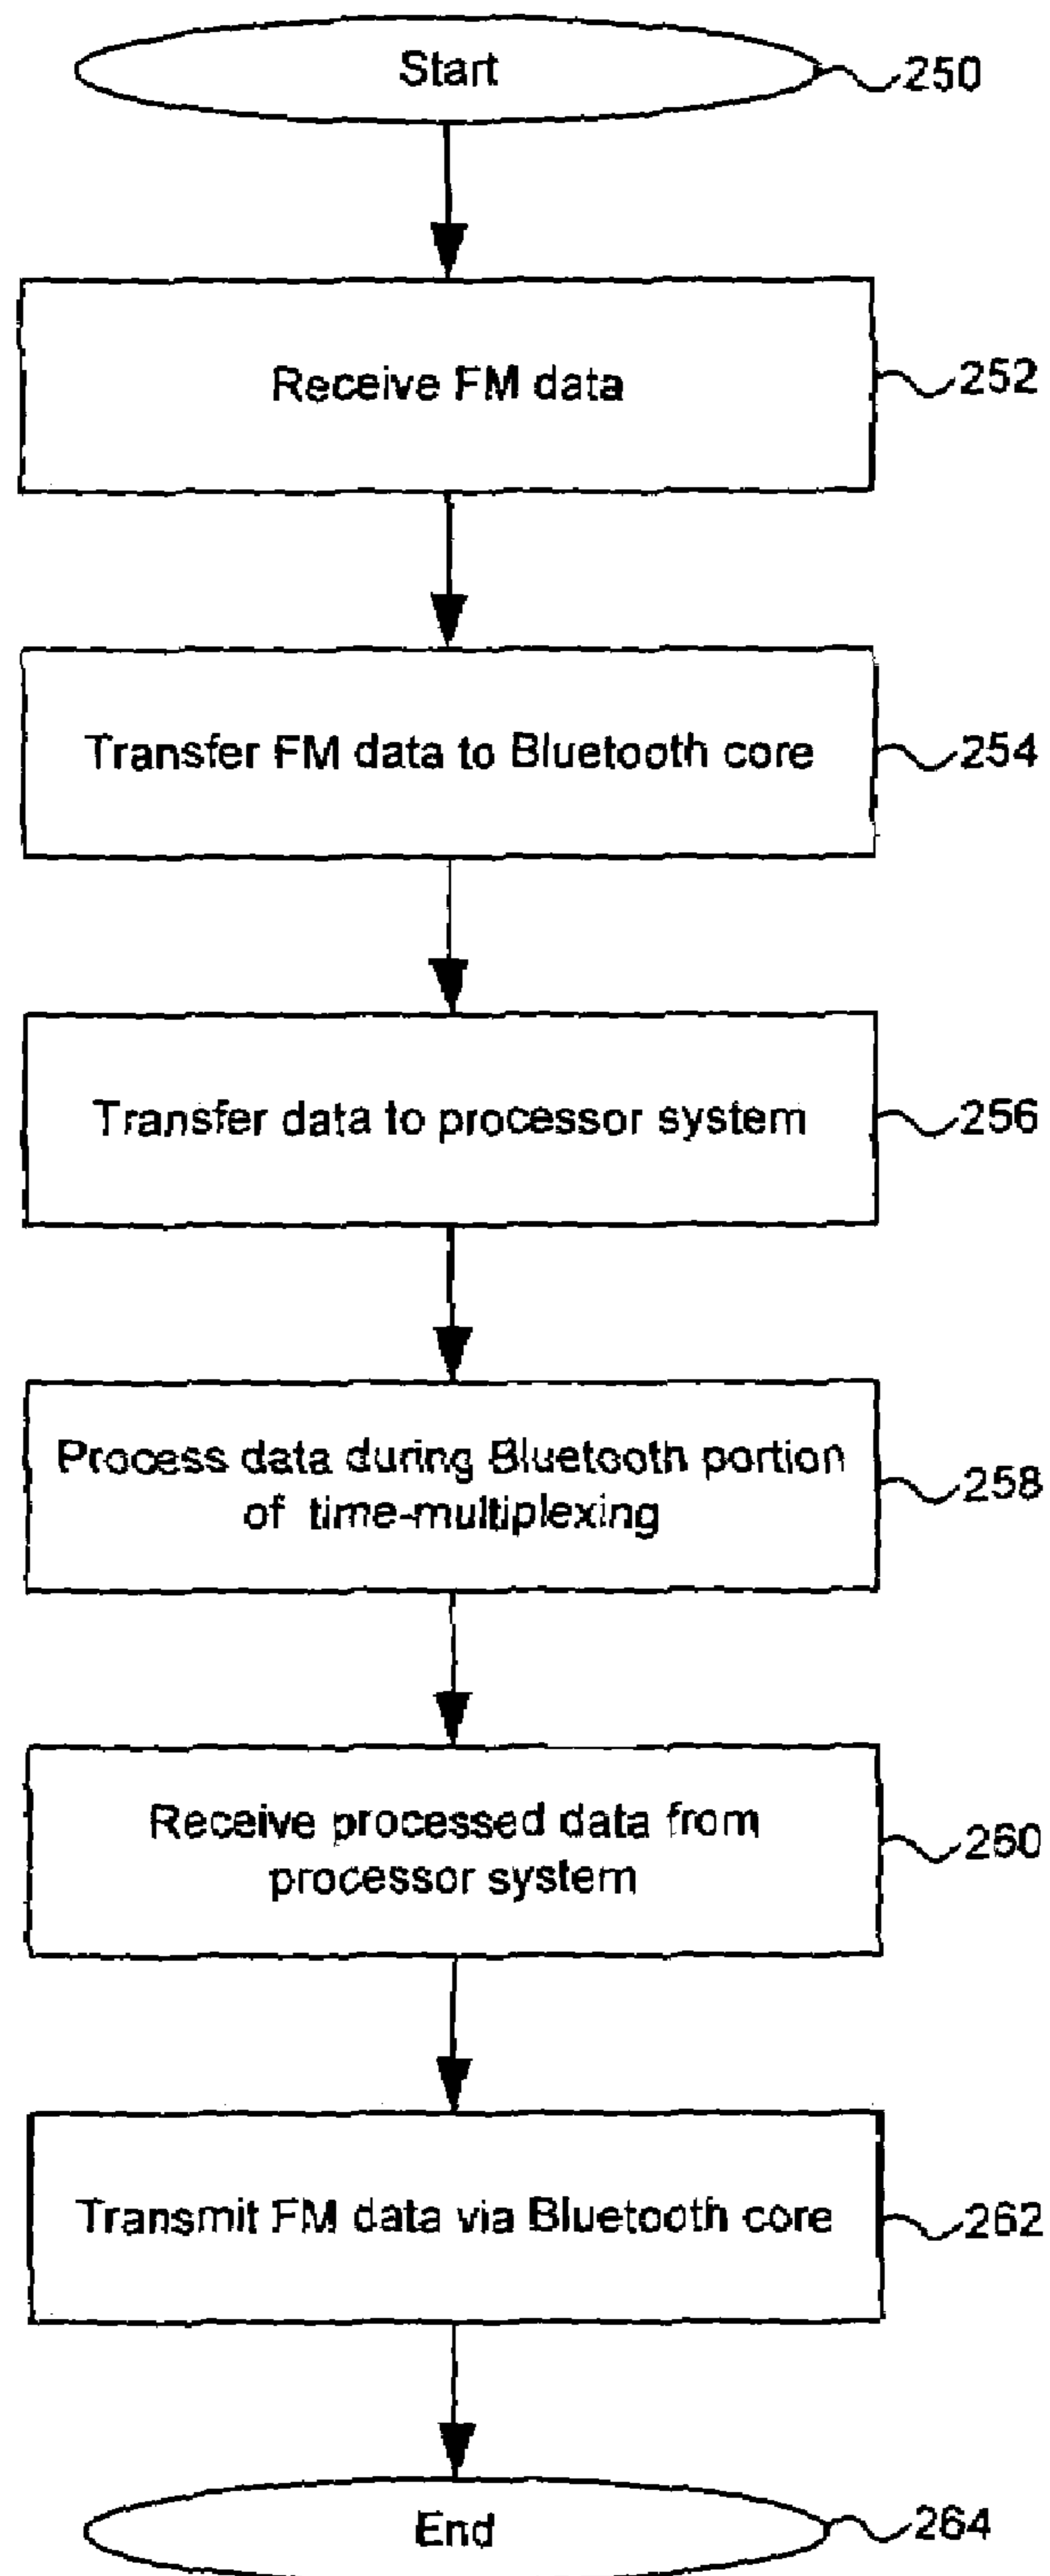 Start
250
Receive FM data
252
Transfer FM data to Bluetooth core
254
Transfer data to processor system
256
Process data during Bluetooth portion
of time-multiplexing
258
Receive processed data from
processor system
260
Transmit FM data via Bluetooth core
262
End
264